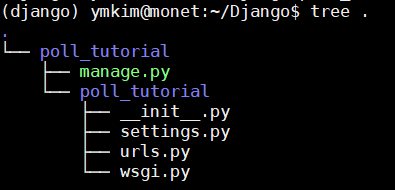 (django) ymkim@monet:~/Django$ tree .
.
└── poll_tutorial
    ├── manage.py
    └── poll_tutorial
        ├── __init__.py
        ├── settings.py
        ├── urls.py
        └── wsgi.py